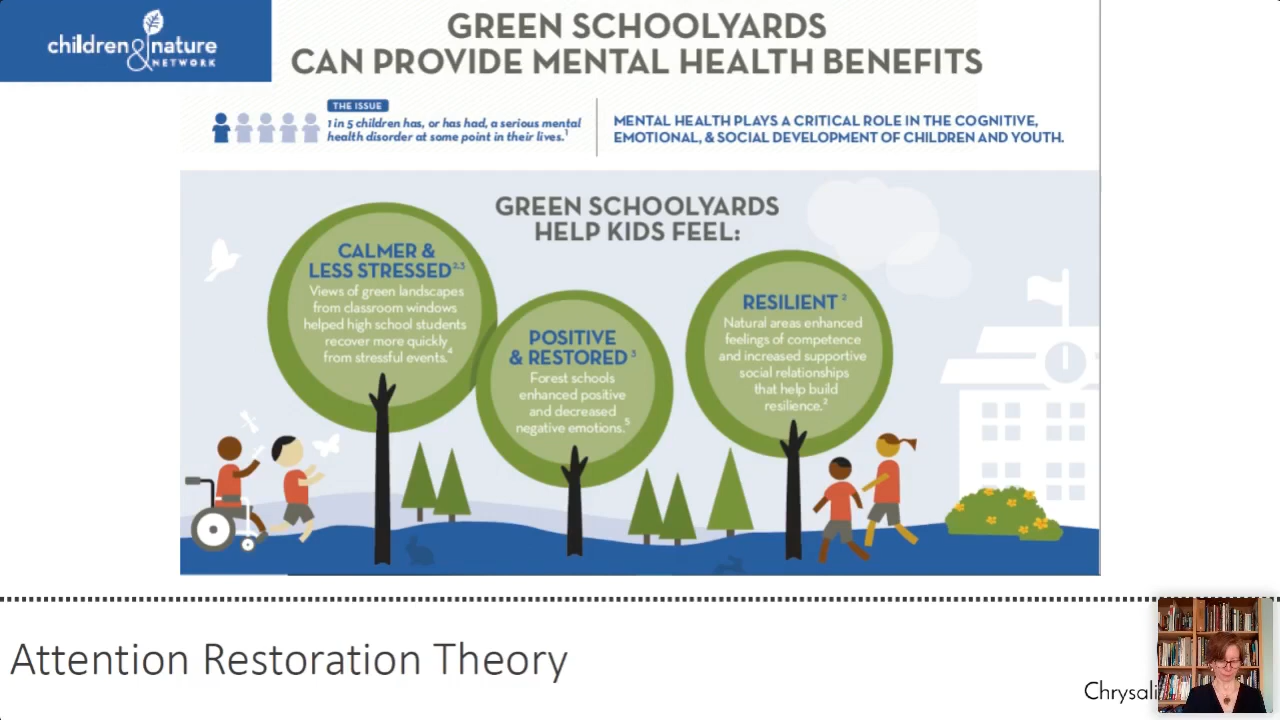 children & nature
NETWORK
GREEN SCHOOLYARDS
CAN PROVIDE MENTAL HEALTH BENEFITS
THE ISSUE
1 in 5 children has, or has had, a serious mental
health disorder at some point in their lives.¹
MENTAL HEALTH PLAYS A CRITICAL ROLE IN THE COGNITIVE,
EMOTIONAL, & SOCIAL DEVELOPMENT OF CHILDREN AND YOUTH.
GREEN SCHOOLYARDS
HELP KIDS FEEL:
CALMER &
LESS STRESSED²,³
Views of green landscapes
from classroom windows
helped high school students
recover more quickly
from stressful events.⁴
POSITIVE
& RESTORED³
Forest schools
enhanced positive
and decreased
negative emotions.⁵
RESILIENT²
Natural areas enhanced
feelings of competence
and increased supportive
social relationships
that help build
resilience.²
Attention Restoration Theory
Chrysali